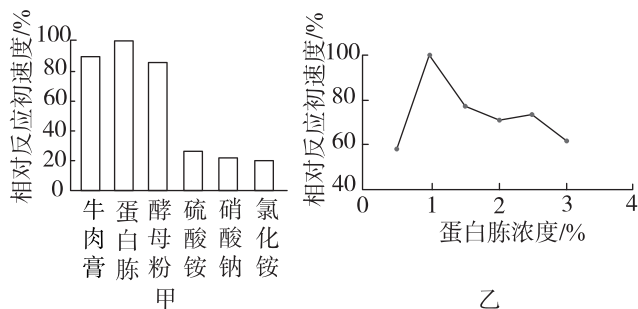 相对反应初速度/%
100
80
60
40
20
0
牛肉膏
蛋白胨
酵母粉
硫酸铵
硝酸钠
氯化铵
甲
相对反应初速度/%
100
80
60
40
0 1 2 3 4
蛋白胨浓度/%
乙